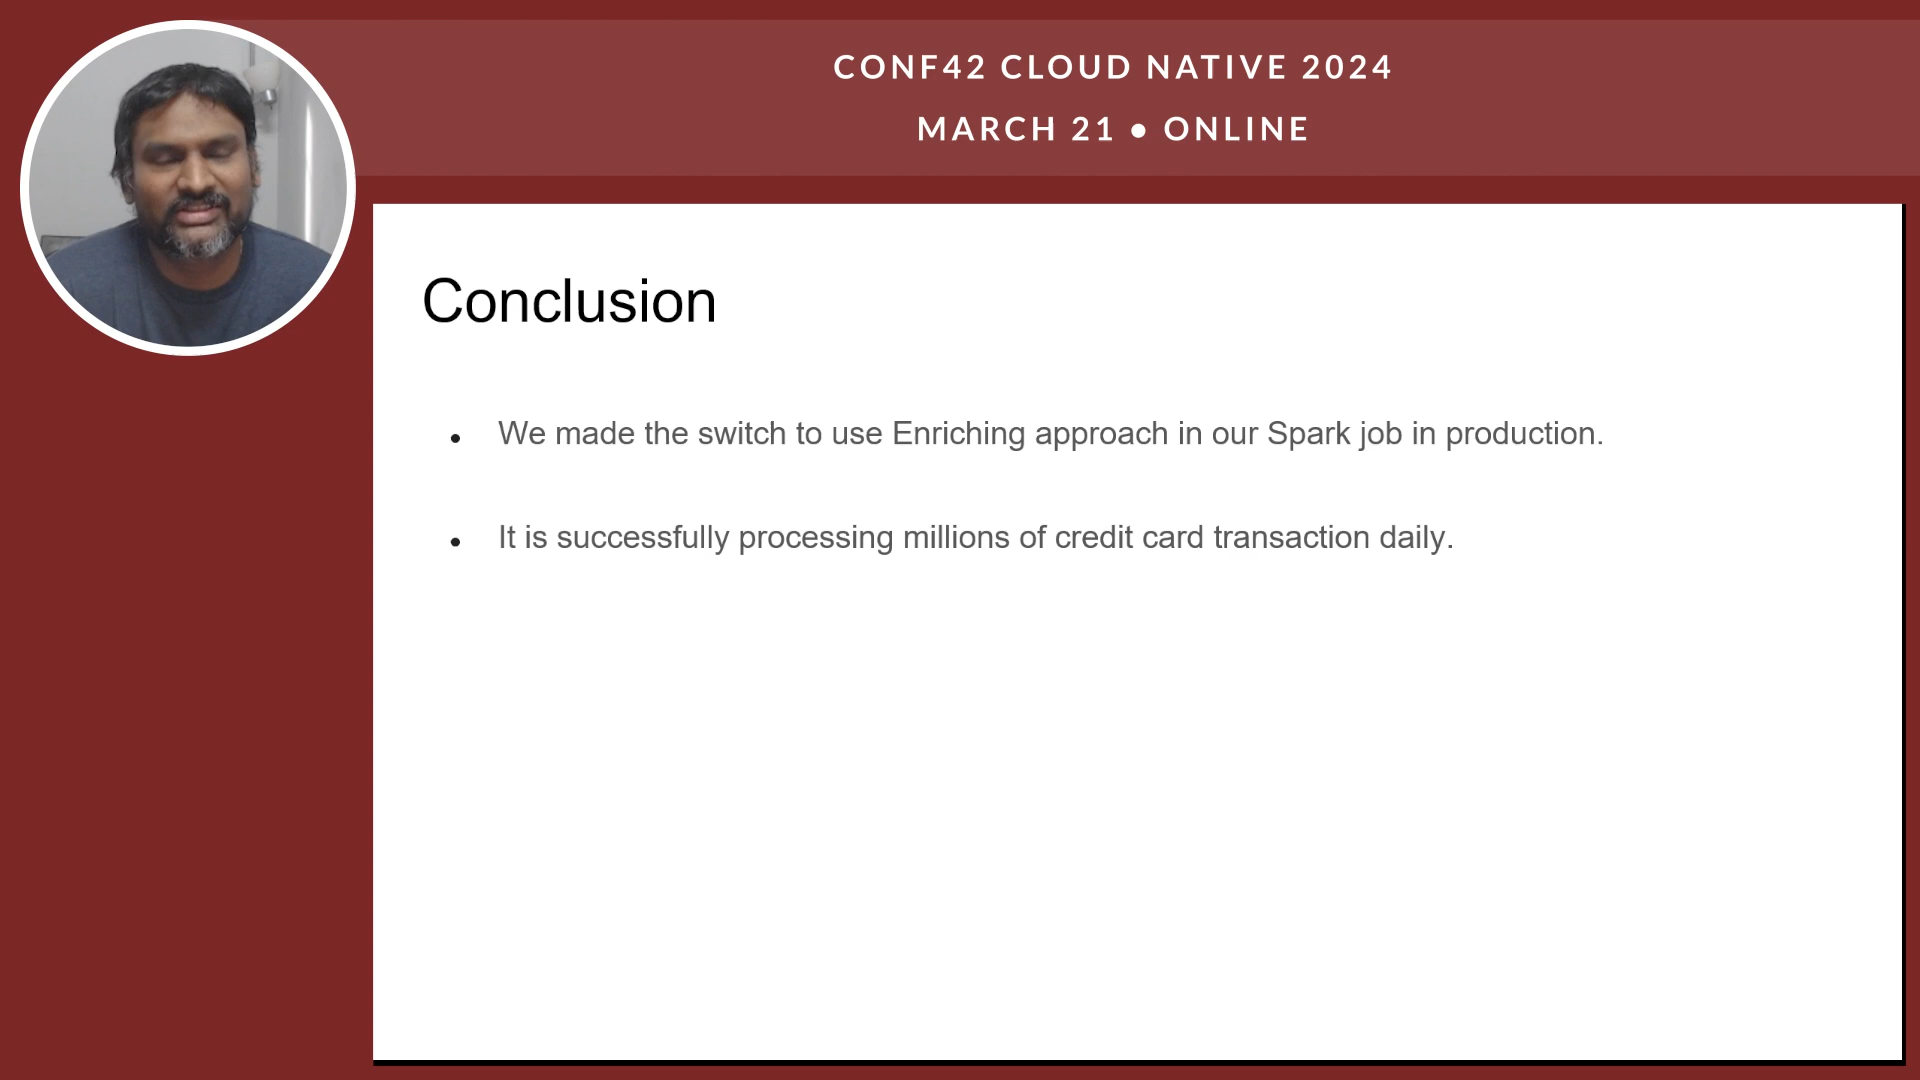 CONF42 CLOUD NATIVE 2024
MARCH 21 • ONLINE
Conclusion
• We made the switch to use Enriching approach in our Spark job in production.
• It is successfully processing millions of credit card transaction daily.